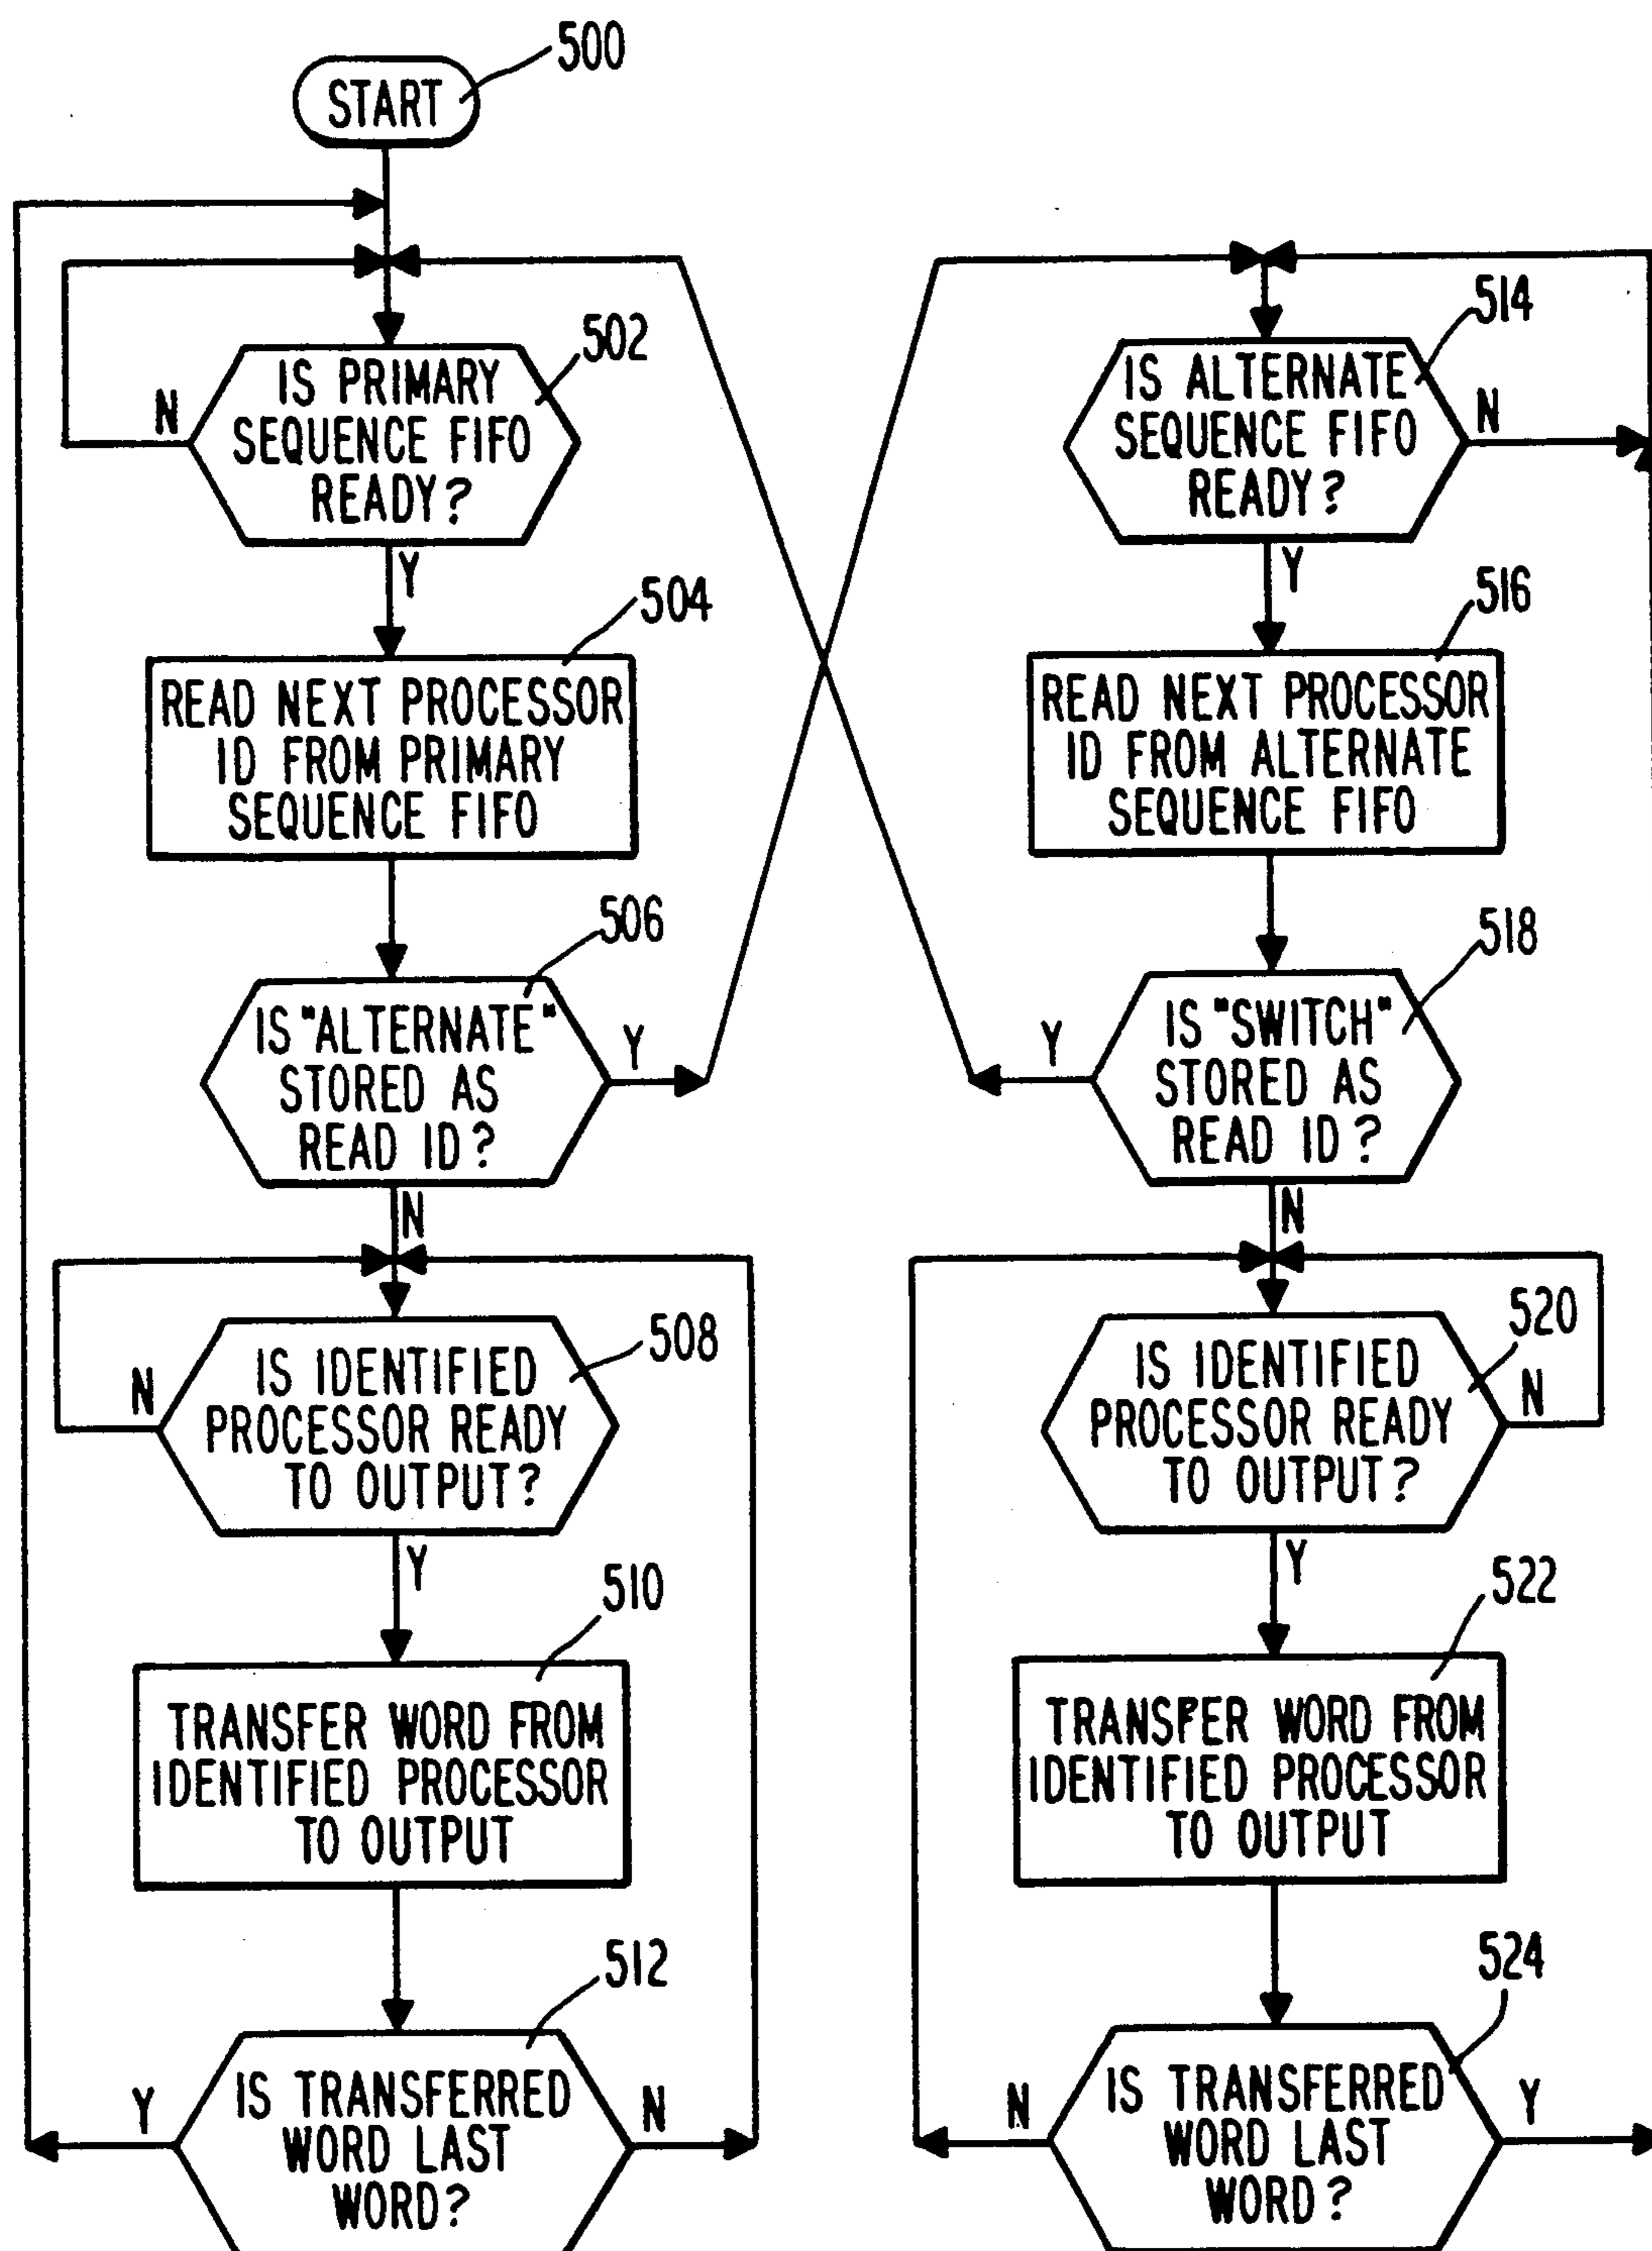 START
500
IS PRIMARY
SEQUENCE FIFO
READY?
502
N
Y
READ NEXT PROCESSOR
ID FROM PRIMARY
SEQUENCE FIFO
504
IS "ALTERNATE"
STORED AS
READ ID?
506
Y
N
IS IDENTIFIED
PROCESSOR READY
TO OUTPUT?
508
N
Y
TRANSFER WORD FROM
IDENTIFIED PROCESSOR
TO OUTPUT
510
IS TRANSFERRED
WORD LAST
WORD?
512
Y
N
IS ALTERNATE
SEQUENCE FIFO
READY?
514
N
Y
READ NEXT PROCESSOR
ID FROM ALTERNATE
SEQUENCE FIFO
516
IS "SWITCH"
STORED AS
READ ID?
518
Y
N
IS IDENTIFIED
PROCESSOR READY
TO OUTPUT?
520
N
Y
TRANSFER WORD FROM
IDENTIFIED PROCESSOR
TO OUTPUT
522
IS TRANSFERRED
WORD LAST
WORD?
524
N
Y